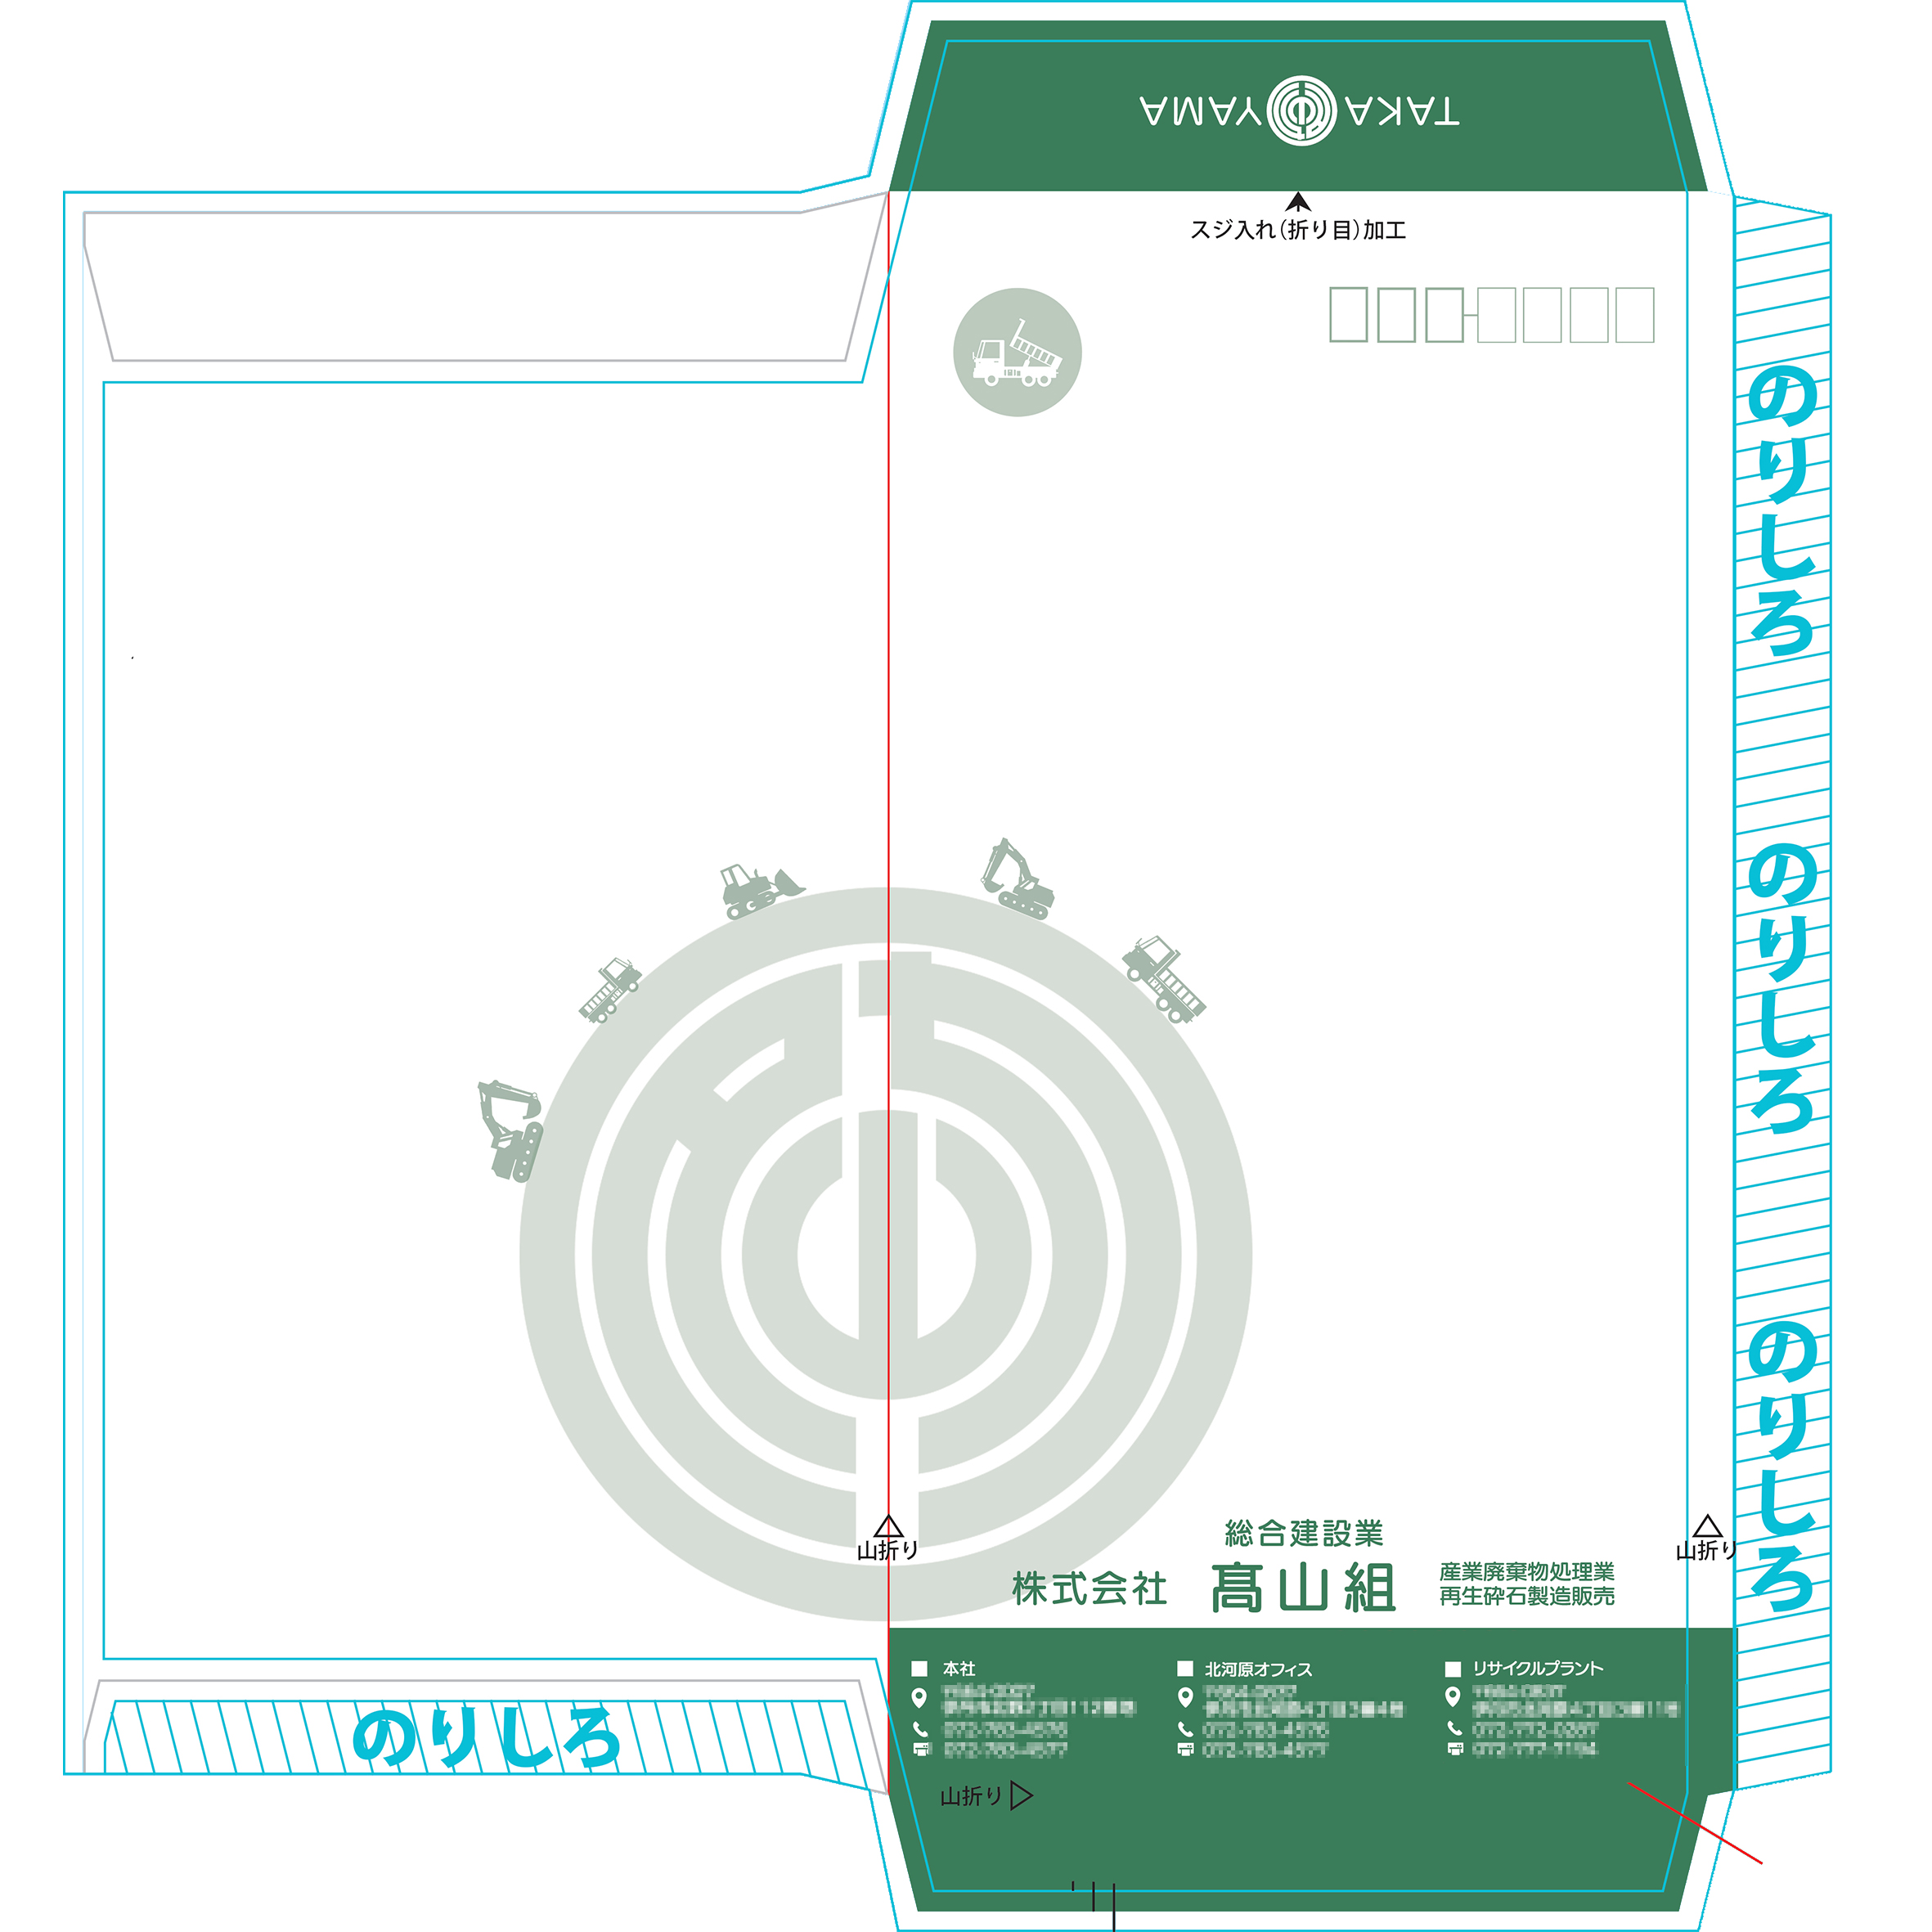 TAKA YAMA
スジ入れ(折り目)加工
のりしろ
のりしろ
のりしろ
総合建設業
株式会社 髙山組
産業廃棄物処理業
再生砕石製造販売
山折り
山折り
本社
北河原オフィス
リサイクルプラント
のりしろ
山折り